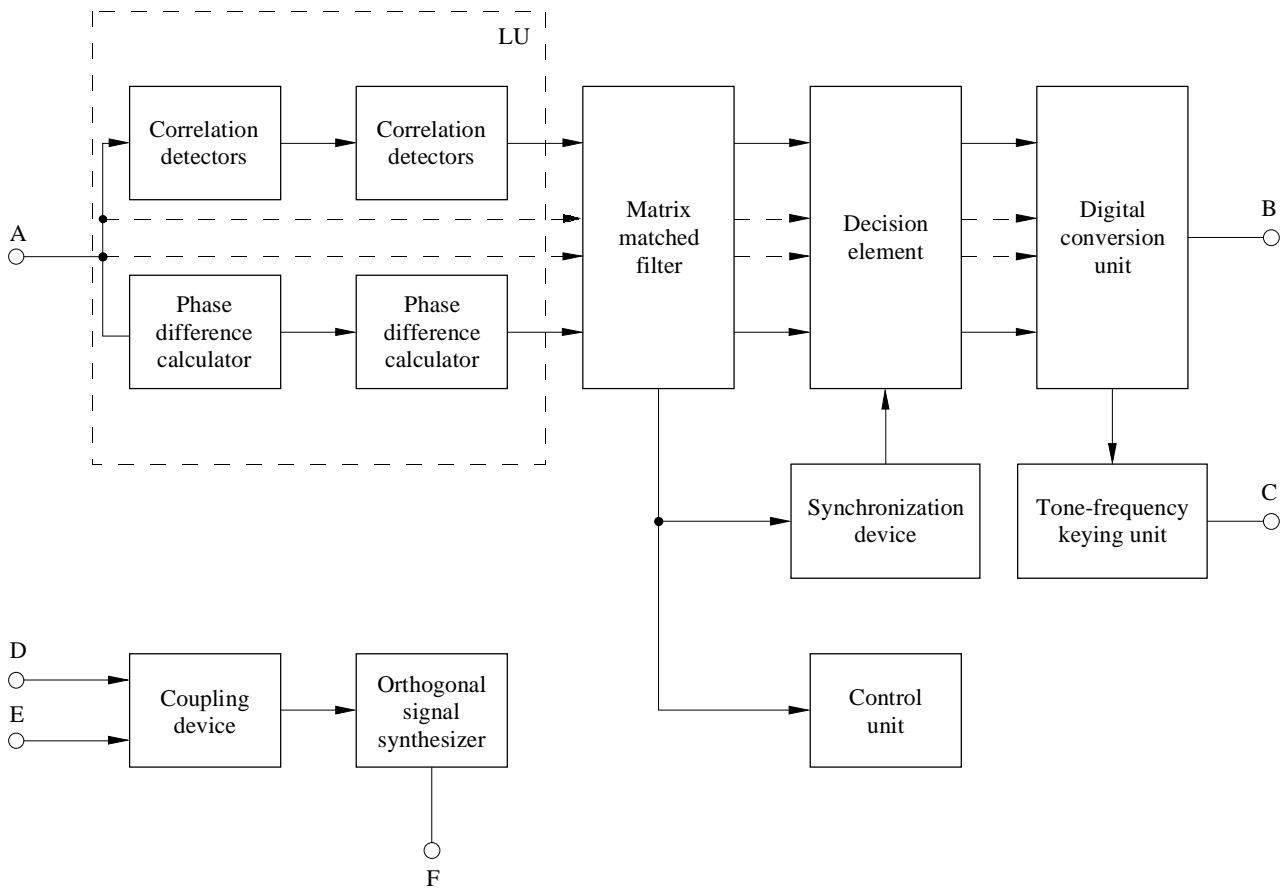 LU
Correlation
detectors
Correlation
detectors
Matrix
matched
filter
Decision
element
Digital
conversion
unit
A
B
Phase
difference
calculator
Phase
difference
calculator
Synchronization
device
Tone-frequency
keying unit
C
D
E
Coupling
device
Orthogonal
signal
synthesizer
Control
unit
F